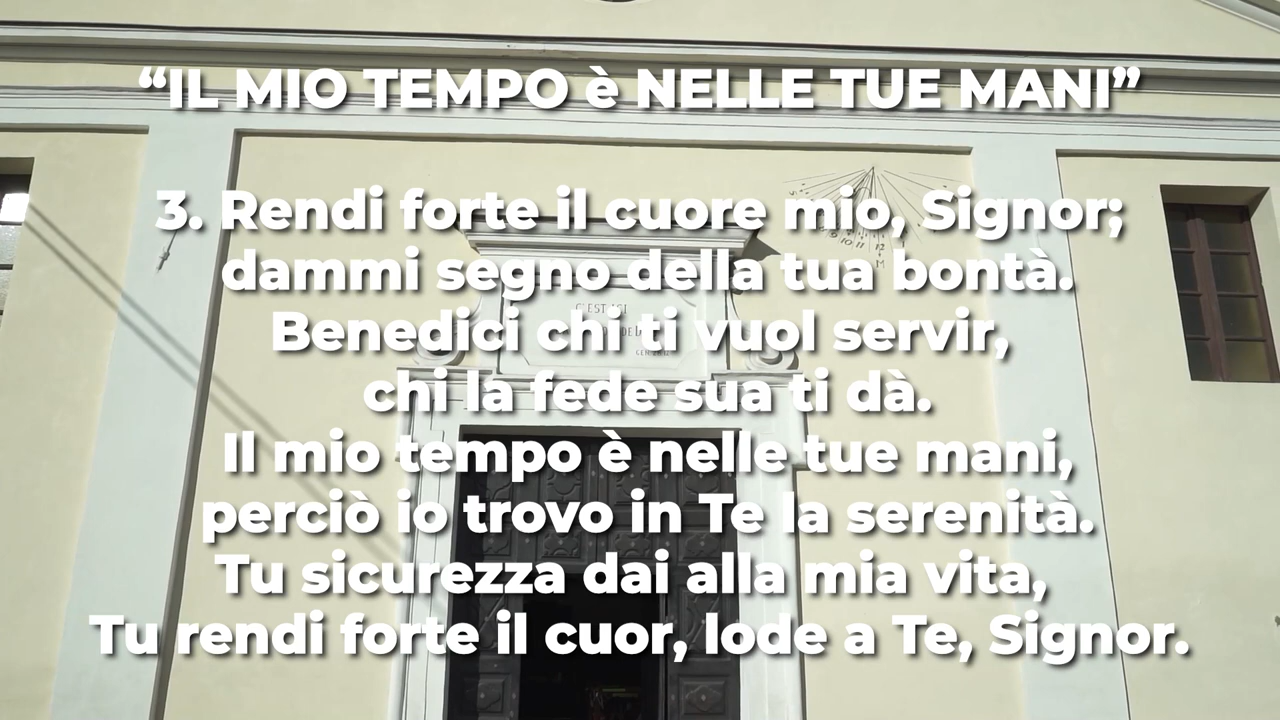 “IL MIO TEMPO è NELLE TUE MANI”
3. Rendi forte il cuore mio, Signor;
dammi segno della tua bontà.
Benedici chi ti vuol servir,
chi la fede sua ti dà.
Il mio tempo è nelle tue mani,
perciò io trovo in Te la serenità.
Tu sicurezza dai alla mia vita,
Tu rendi forte il cuor, lode a Te, Signor.